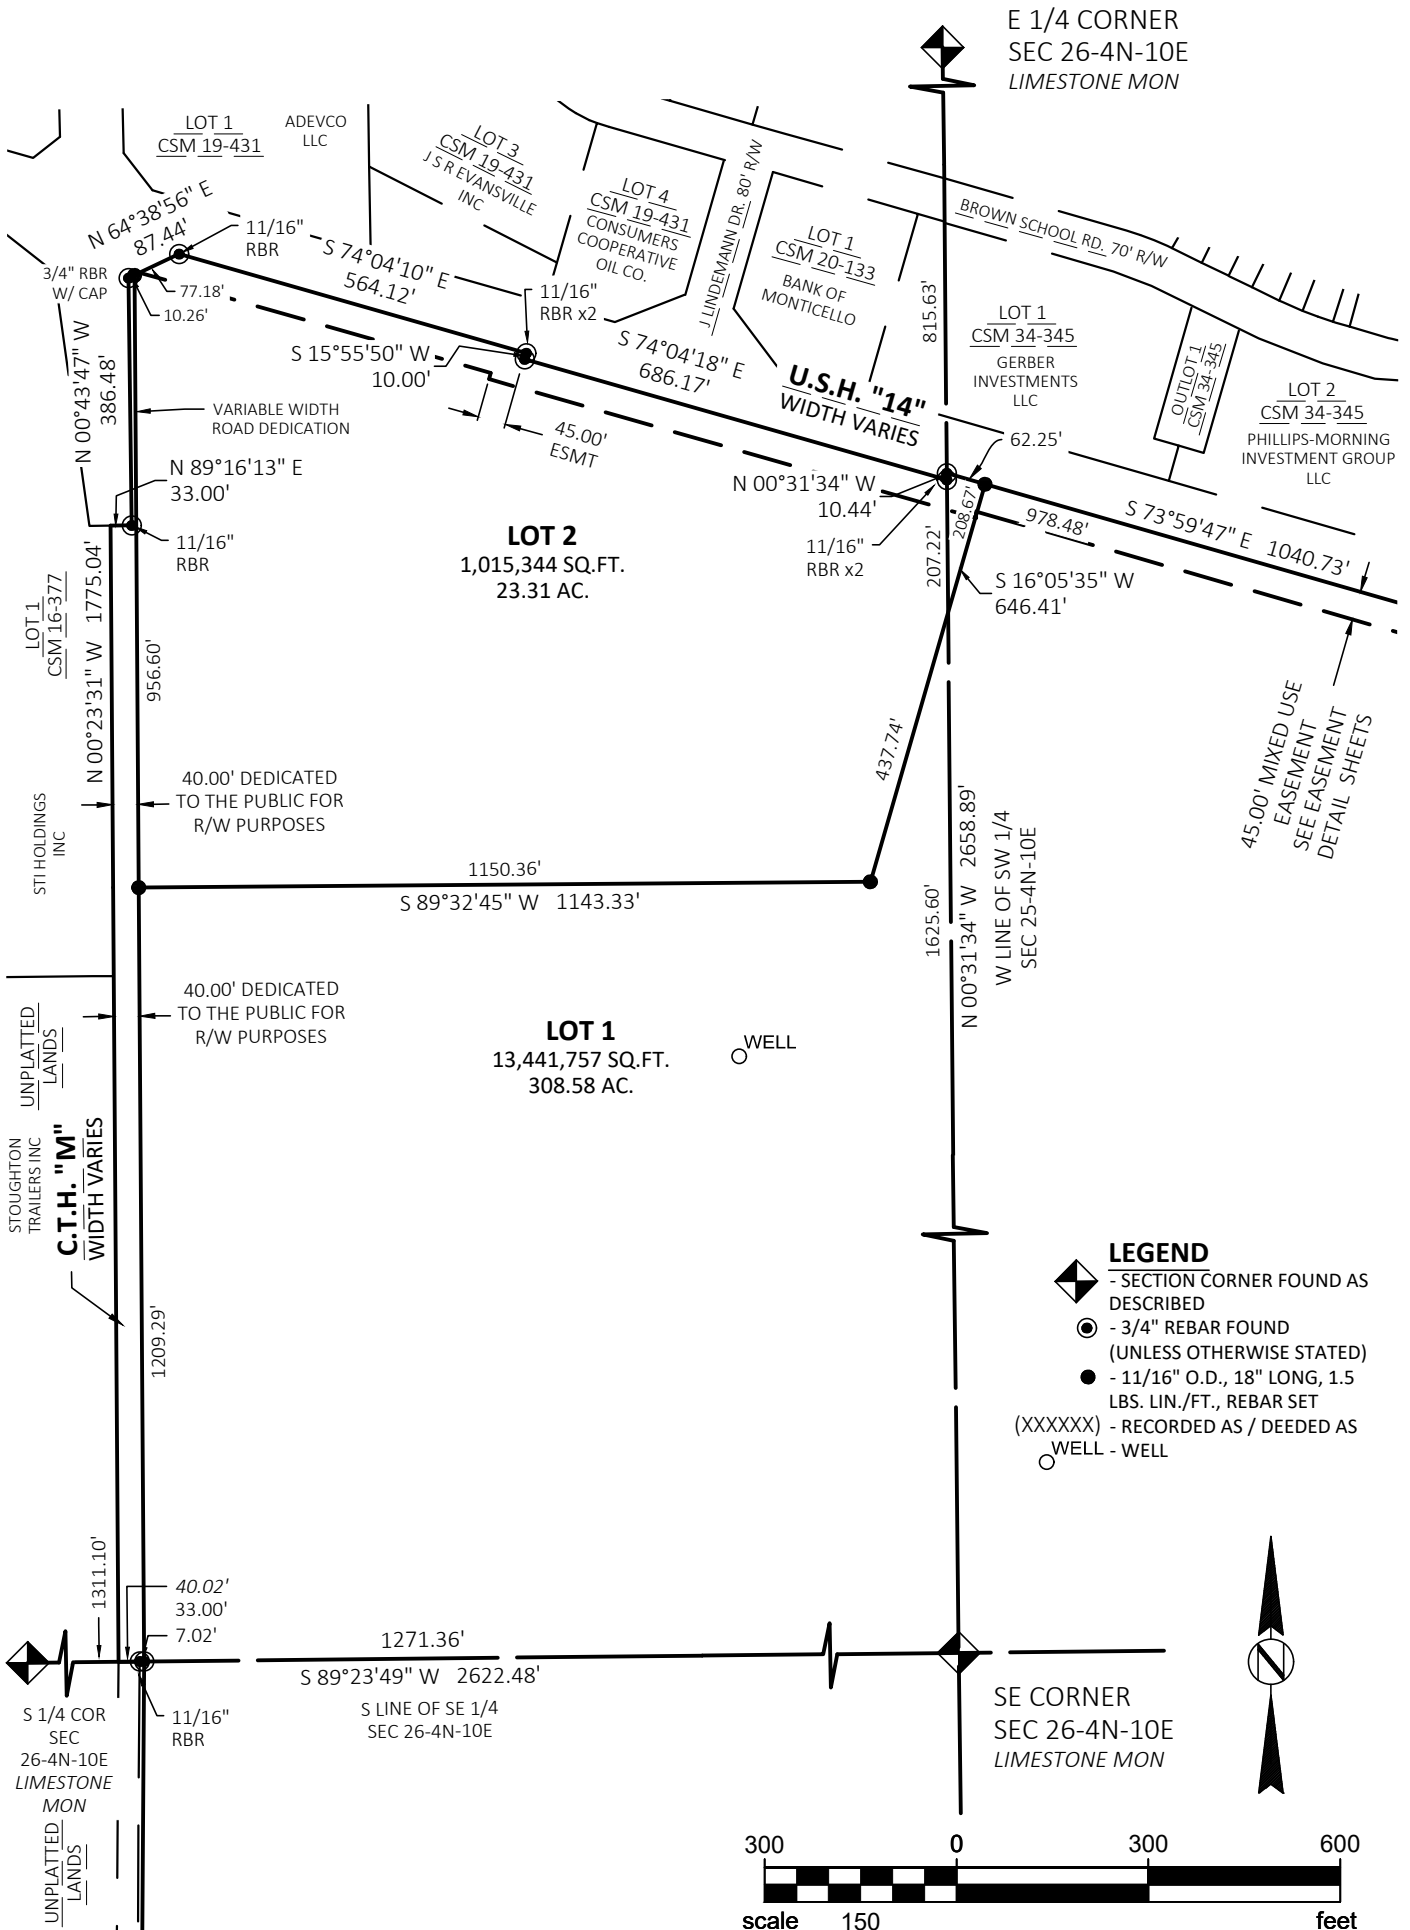 E 1/4 CORNER
SEC 26-4N-10E
LIMESTONE MON
LOT 1
CSM 19-431
ADEVCO
LLC
LOT 3
CSM 19-431
J S R EVANSVILLE
INC
LOT 4
CSM 19-431
CONSUMERS
COOPERATIVE
OIL CO.
J LINDEMANN DR. 80' R/W
LOT 1
CSM 20-133
BANK OF
MONTICELLO
815.63'
BROWN SCHOOL RD. 70' R/W
LOT 1
CSM 34-345
GERBER
INVESTMENTS
LLC
OUTLOT 1
CSM 34-345
LOT 2
CSM 34-345
PHILLIPS-MORNING
INVESTMENT GROUP
LLC
N 64°38'56" E
87.44'
11/16"
RBR
3/4" RBR
W/ CAP
77.18'
10.26'
S 74°04'10" E
564.12'
11/16"
RBR x2
S 15°55'50" W
10.00'
S 74°04'18" E
686.17'
U.S.H. "14"
WIDTH VARIES
45.00'
ESMT
N 00°43'47" W
386.48'
VARIABLE WIDTH
ROAD DEDICATION
N 89°16'13" E
33.00'
11/16"
RBR
N 00°31'34" W
10.44'
11/16"
RBR x2
62.25'
208.67'
207.22'
978.48'
S 73°59'47" E 1040.73'
S 16°05'35" W
646.41'
LOT 2
1,015,344 SQ.FT.
23.31 AC.
LOT 1
CSM 16-377
N 00°23'31" W 1775.04'
956.60'
45.00' MIXED USE
EASEMENT
SEE EASEMENT
DETAIL SHEETS
437.74'
40.00' DEDICATED
TO THE PUBLIC FOR
R/W PURPOSES
STI HOLDINGS
INC
1150.36'
S 89°32'45" W 1143.33'
1625.60'
N 00°31'34" W 2658.89'
W LINE OF SW 1/4
SEC 25-4N-10E
40.00' DEDICATED
TO THE PUBLIC FOR
R/W PURPOSES
UNPLATTED
LANDS
LOT 1
13,441,757 SQ.FT.
308.58 AC.
WELL
STOUGHTON
TRAILERS INC
C.T.H. "M"
WIDTH VARIES
1209.29'
LEGEND
- SECTION CORNER FOUND AS
DESCRIBED
- 3/4" REBAR FOUND
(UNLESS OTHERWISE STATED)
- 11/16" O.D., 18" LONG, 1.5
LBS. LIN./FT., REBAR SET
(XXXXXX) - RECORDED AS / DEEDED AS
WELL - WELL
1311.10'
40.02'
33.00'
7.02'
1271.36'
S 89°23'49" W 2622.48'
S LINE OF SE 1/4
SEC 26-4N-10E
S 1/4 COR
SEC
26-4N-10E
LIMESTONE
MON
11/16"
RBR
SE CORNER
SEC 26-4N-10E
LIMESTONE MON
N
UNPLATTED
LANDS
300 0 300 600
scale 150 feet